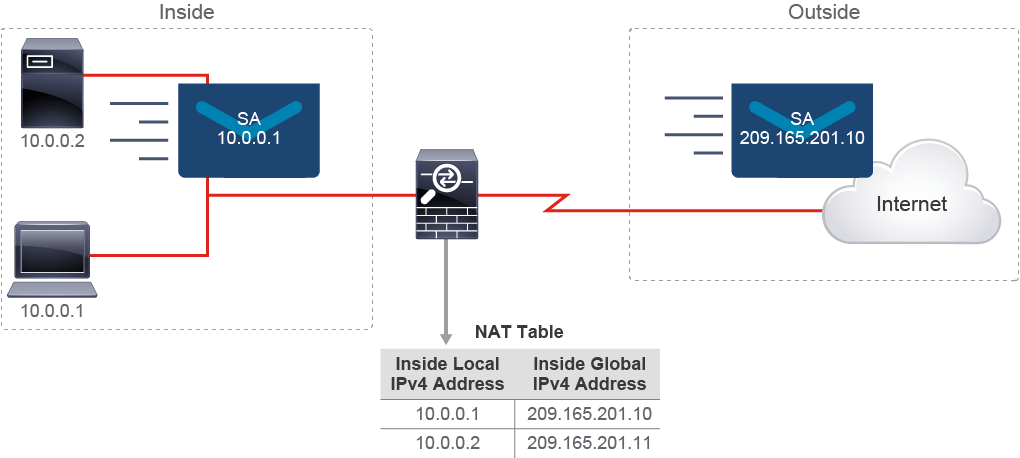 Inside
Outside
10.0.0.2
SA
10.0.0.1
SA
209.165.201.10
Internet
10.0.0.1
NAT Table
Inside Local
IPv4 Address
Inside Global
IPv4 Address
10.0.0.1
209.165.201.10
10.0.0.2
209.165.201.11